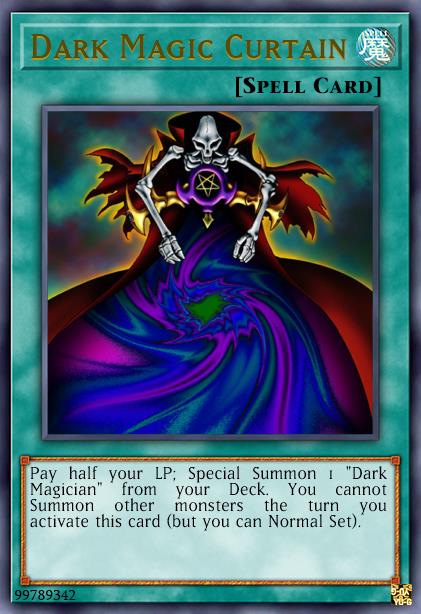 DARK MAGIC CURTAIN
SPELL
魔
[SPELL CARD]
Pay half your LP; Special Summon 1 "Dark
Magician" from your Deck. You cannot
Summon other monsters the turn you
activate this card (but you can Normal Set).
99789342